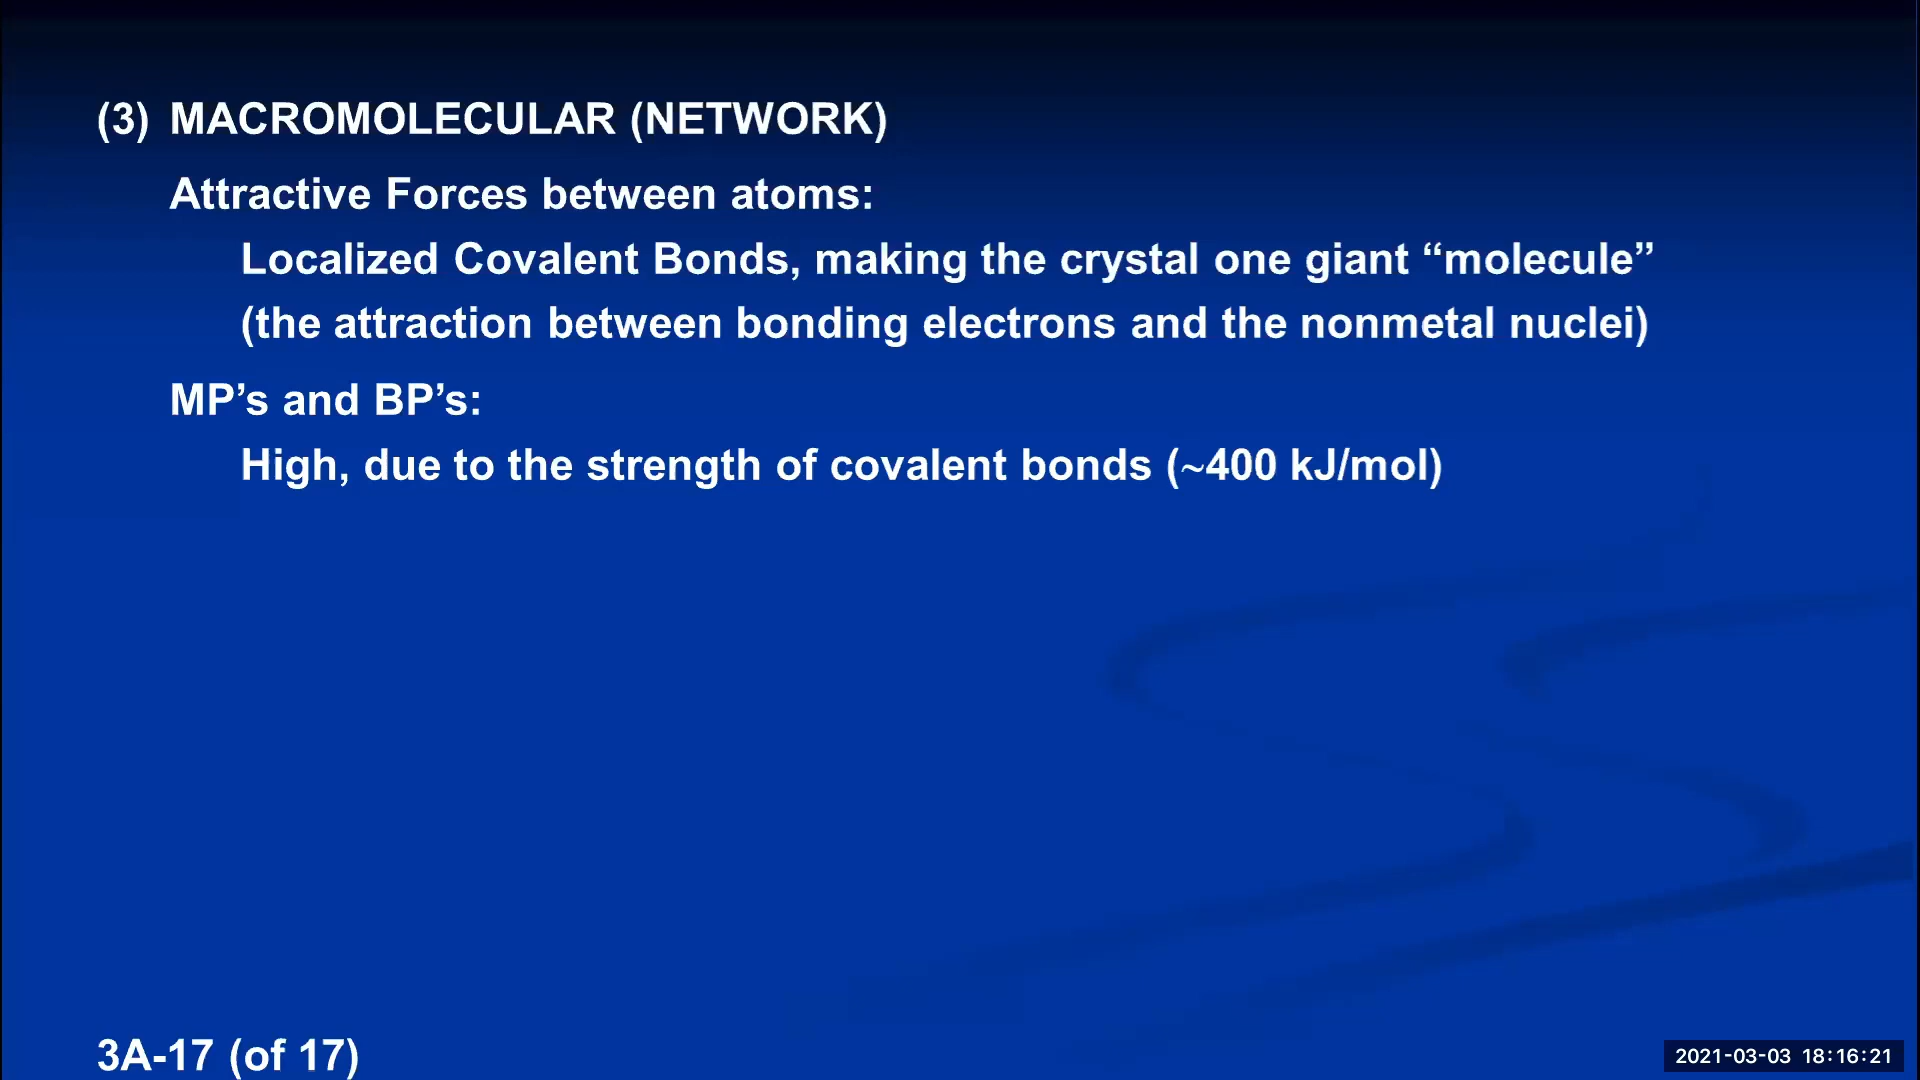 (3) MACROMOLECULAR (NETWORK)
Attractive Forces between atoms:
Localized Covalent Bonds, making the crystal one giant “molecule”
(the attraction between bonding electrons and the nonmetal nuclei)
MP’s and BP’s:
High, due to the strength of covalent bonds (~400 kJ/mol)
3A-17 (of 17)
2021-03-03 18:16:21